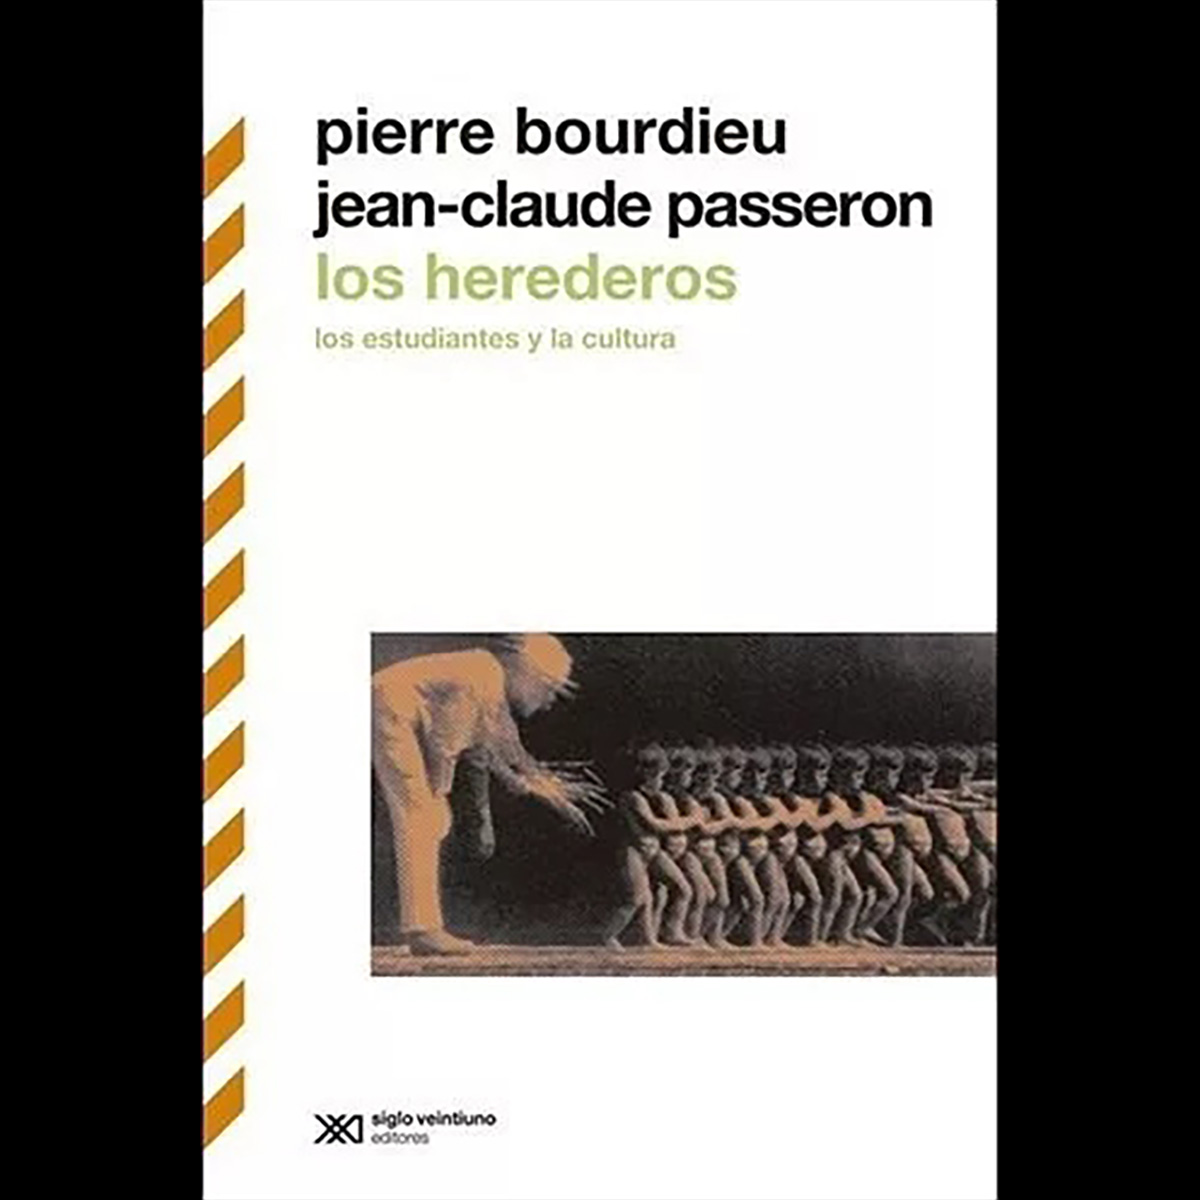 pierre bourdieu
jean-claude passeron
los herederos
los estudiantes y la cultura
siglo veintiuno
editores